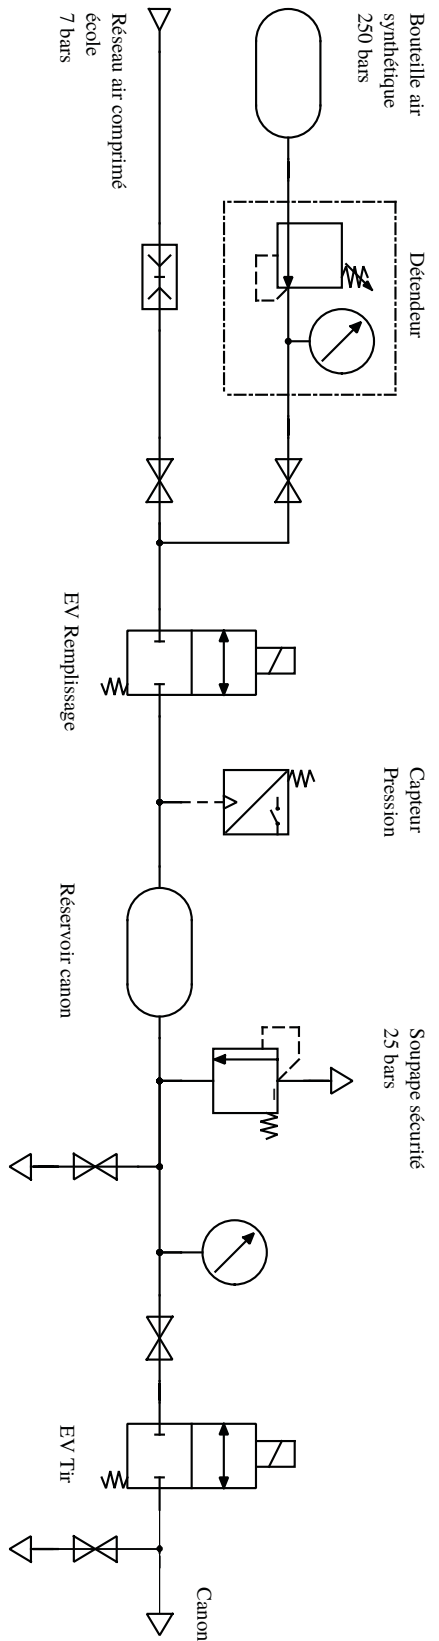 Bouteille air
synthétique
250 bars
Détendeur
Réseau air comprimé
école
7 bars
EV Remplissage
Capteur
Pression
Réservoir canon
Soupape sécurité
25 bars
EV Tir
Canon